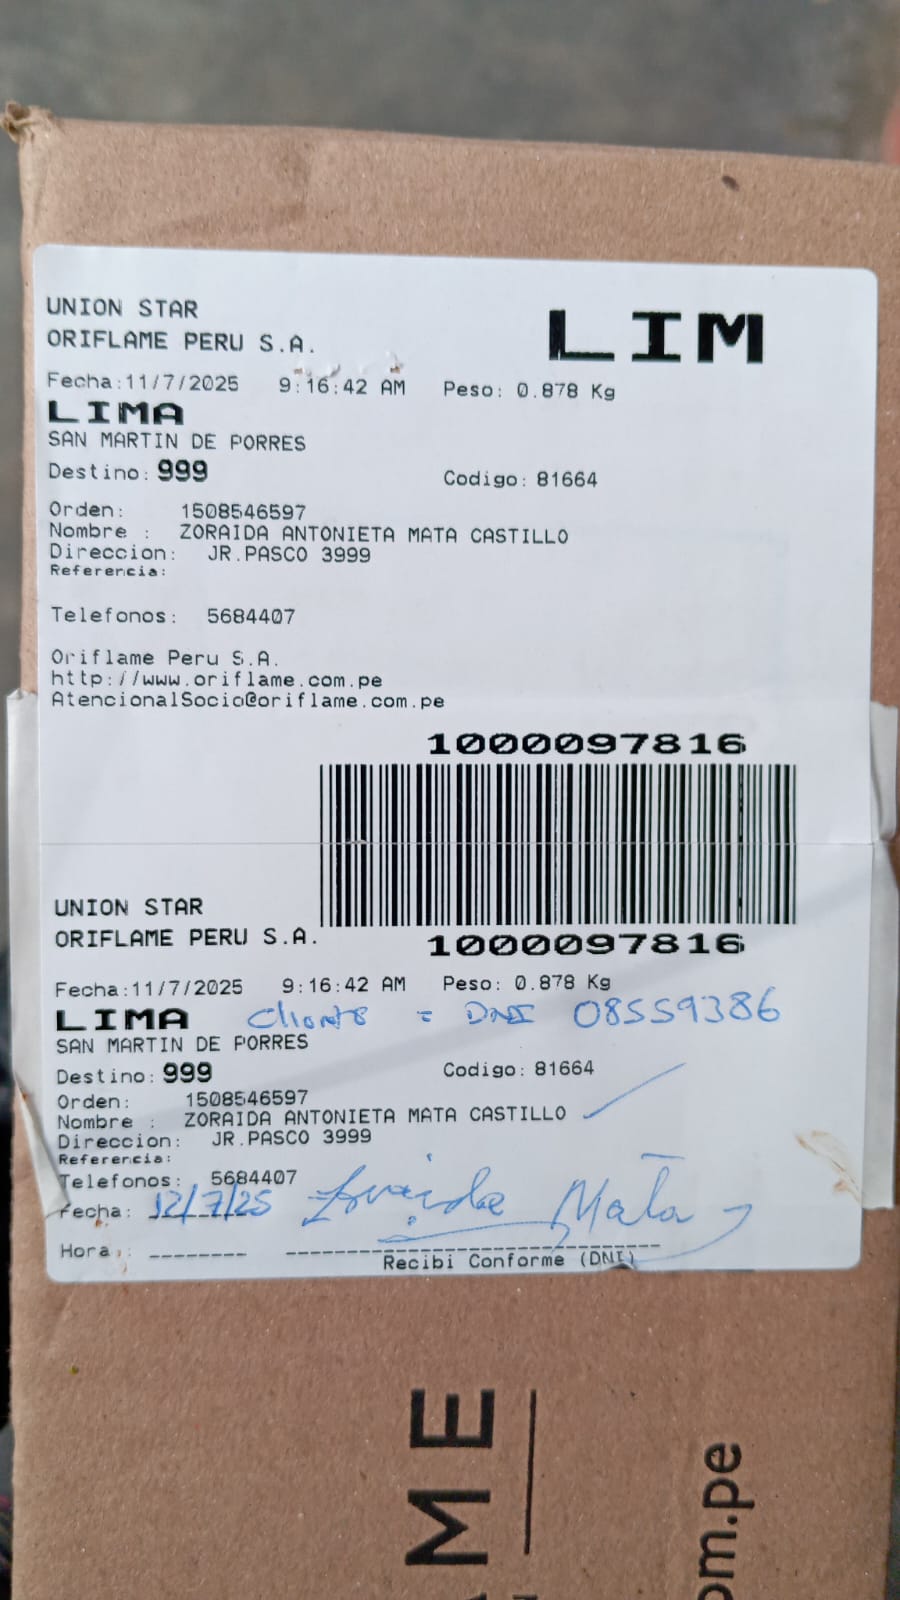 UNION STAR
ORIFLAME PERU S.A.
LIM
Fecha:11/7/2025 9:16:42 AM Peso: 0.878 Kg
LIMA
SAN MARTIN DE PORRES
Destino: 999 Codigo: 81664
Orden: 1508546597
Nombre : ZORAIDA ANTONIETA MATA CASTILLO
Direccion: JR.PASCO 3999
Referencia:
Telefonos: 5684407
Oriflame Peru S.A.
http://www.oriflame.com.pe
AtencionalSocio@oriflame.com.pe
1000097816
UNION STAR
ORIFLAME PERU S.A.
1000097816
Fecha:11/7/2025 9:16:42 AM Peso: 0.878 Kg
LIMA = DNI 08559386
SAN MARTIN DE PORRES
Destino: 999 Codigo: 81664
Orden: 1508546597
Nombre : ZORAIDA ANTONIETA MATA CASTILLO
Direccion: JR.PASCO 3999
Referencia:
Telefonos: 5684407
Fecha: 12/7/25 Zoraida Mata
Hora : 
Recibi Conforme (DNI)
ME
om.pe